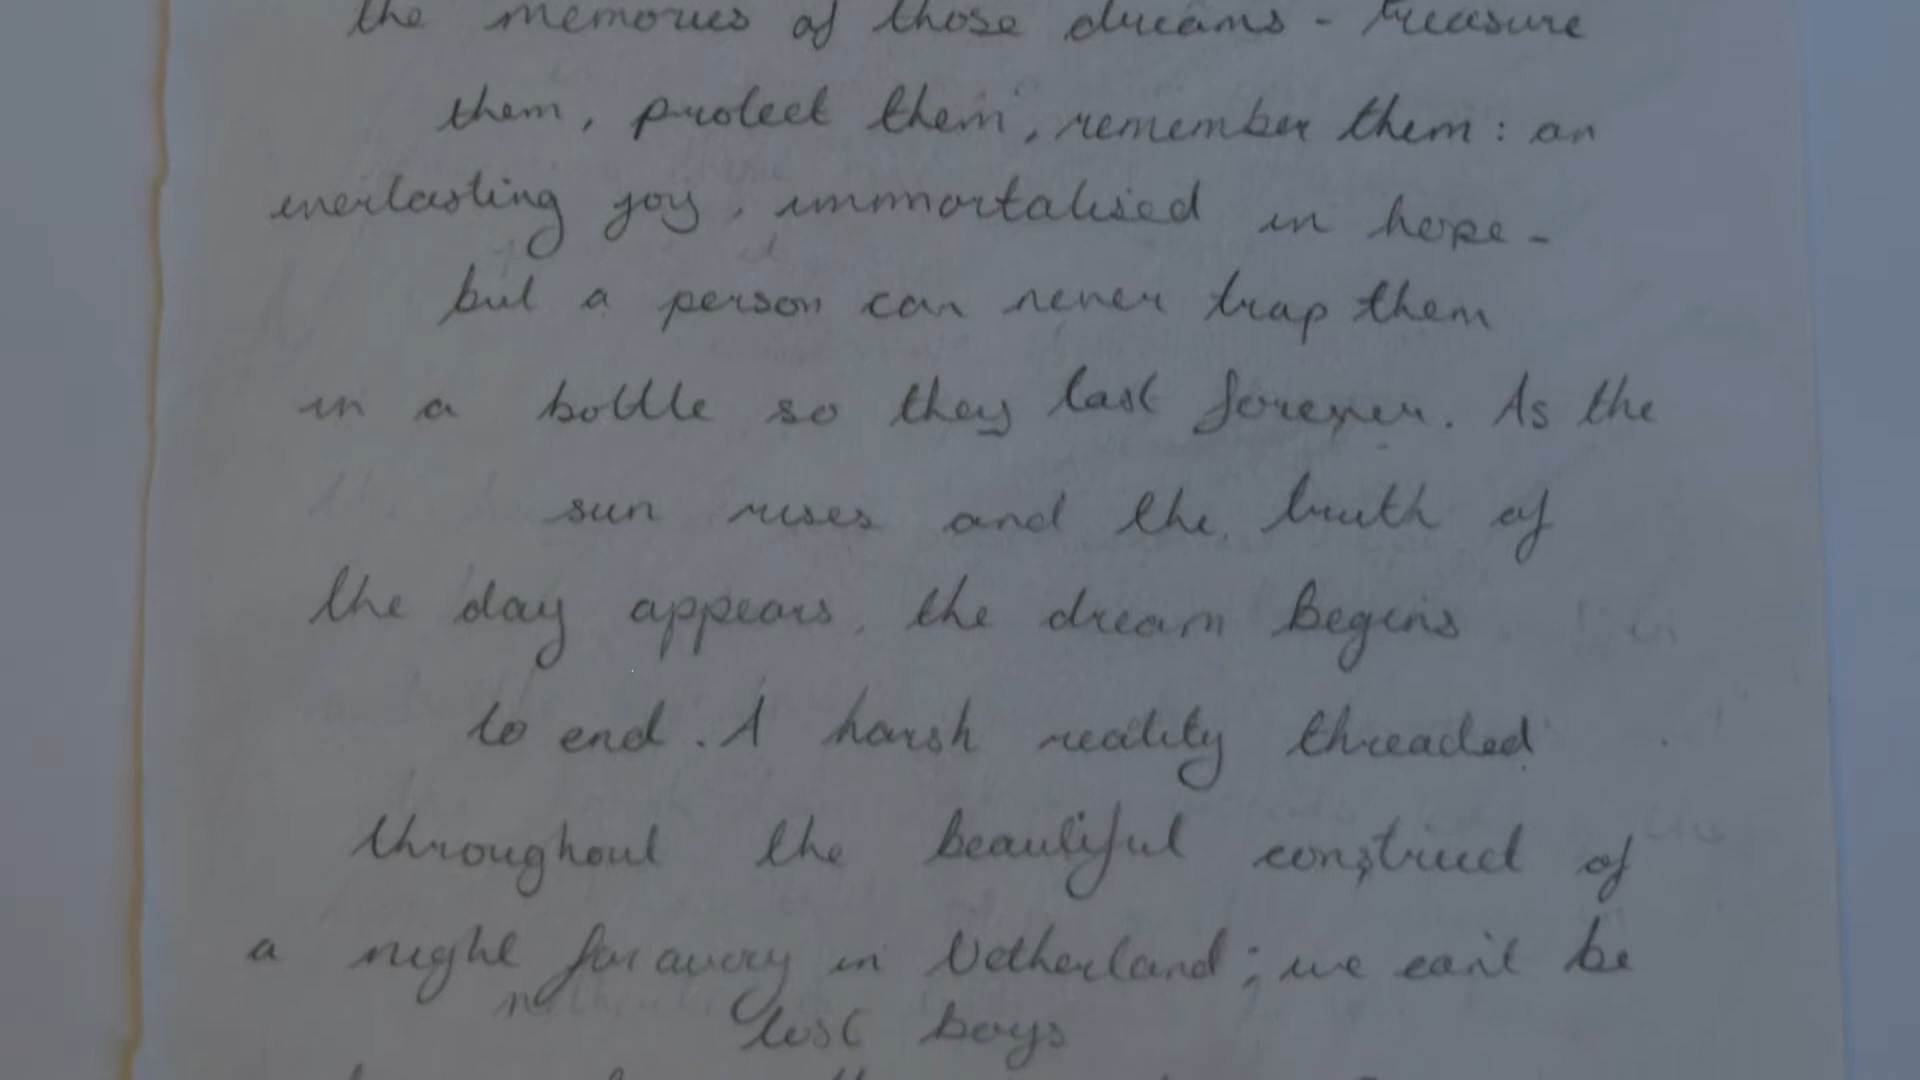 the memories of those dreams - treasure
them, protect them, remember them: an
everlasting joy, immortalised in hope -
but a person can never trap them
in a bottle so they last forever. As the
sun rises and the truth of
the day appears, the dream begins
to end. A harsh reality threaded
throughout the beautiful construct of
a night far away in Netherland; we can't be
lost boys